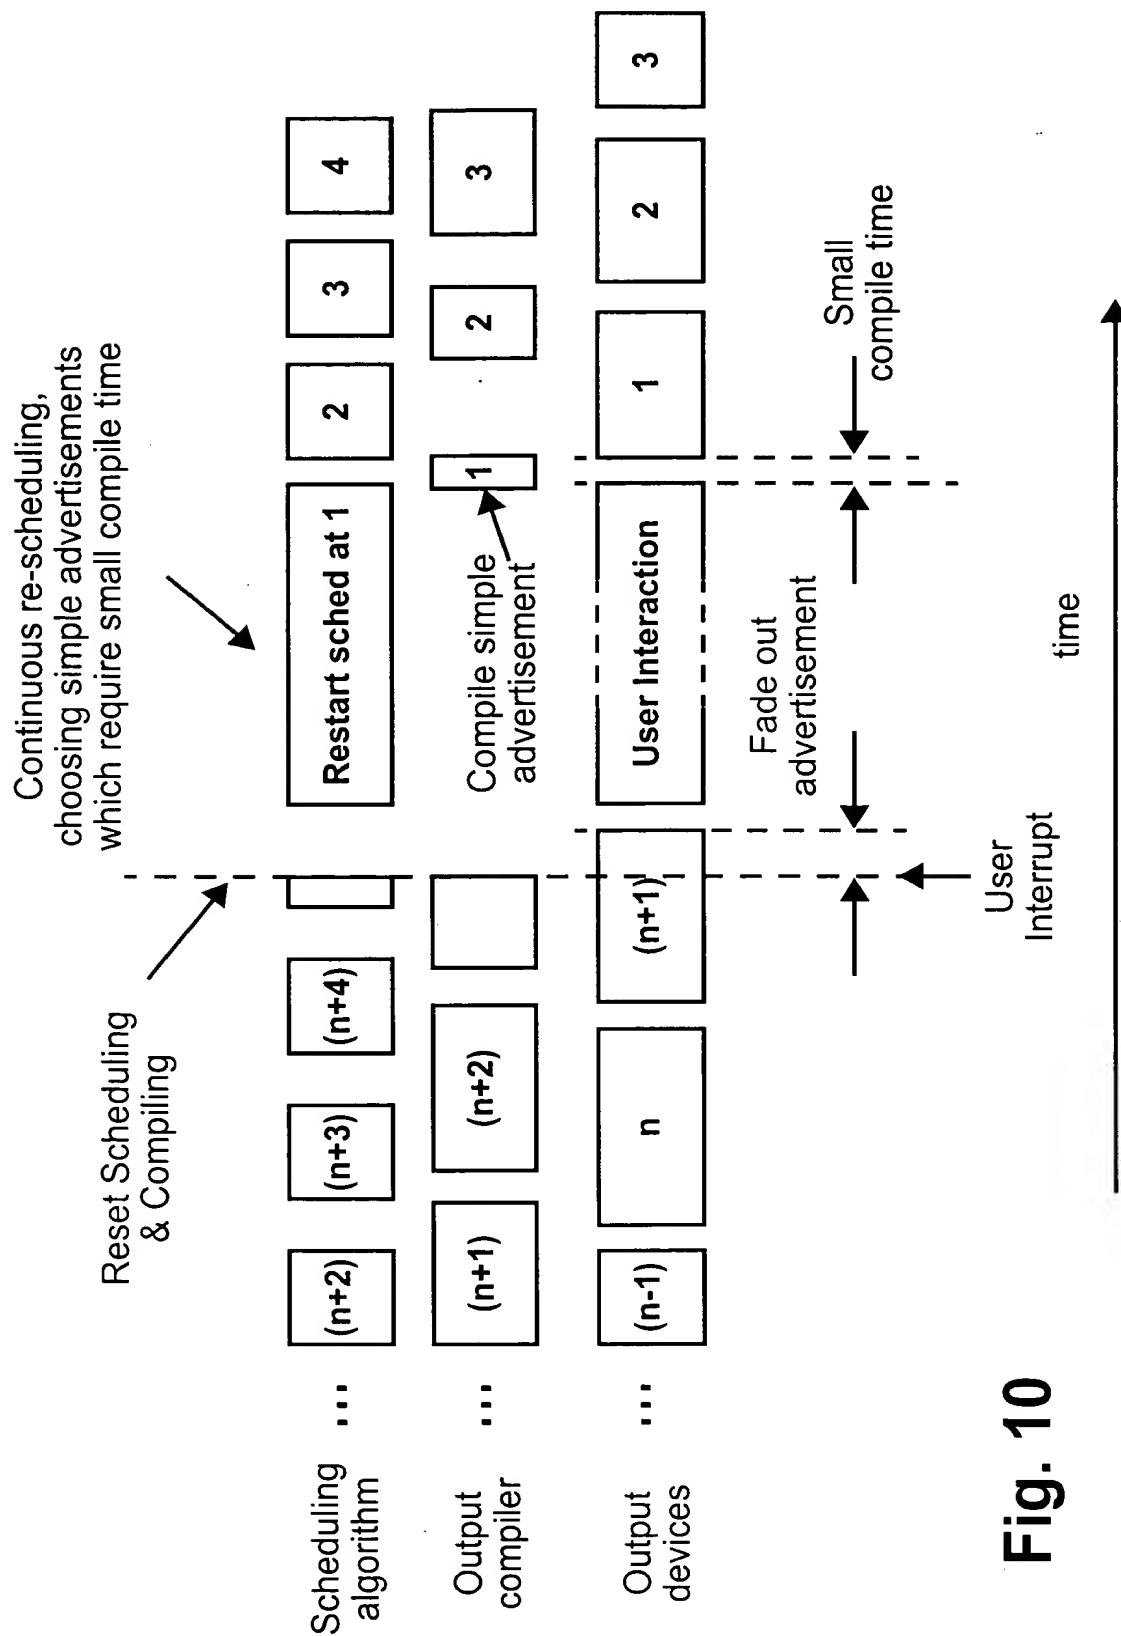 Continuous re-scheduling,
choosing simple advertisements
which require small compile time
Reset Scheduling
& Compiling
Scheduling
algorithm
...
(n+2)
(n+3)
(n+4)
Restart sched at 1
2
3
4
Output
compiler
...
(n+1)
(n+2)
1
2
3
Compile simple
advertisement
Output
devices
...
(n-1)
n
(n+1)
User Interaction
1
2
3
Fade out
advertisement
Small
compile time
User
Interrupt
time
Fig. 10